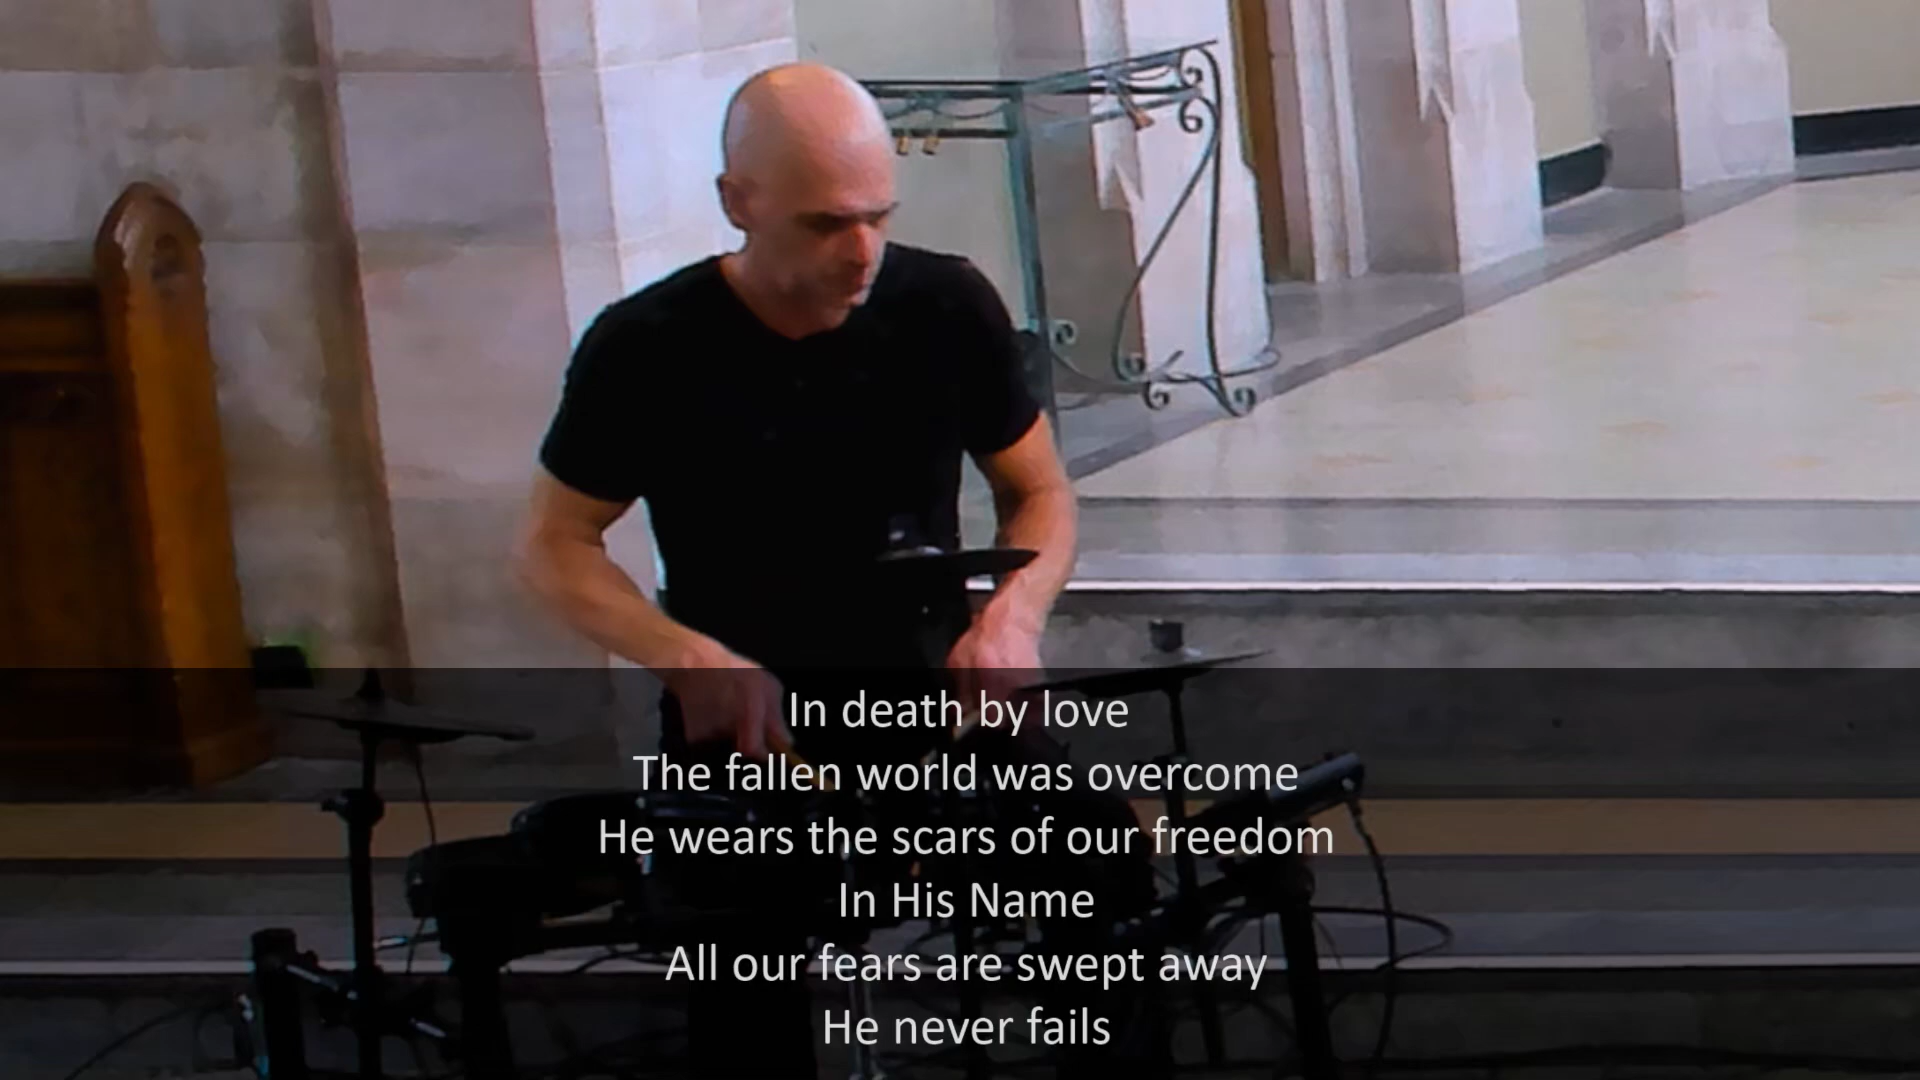 In death by love
The fallen world was overcome
He wears the scars of our freedom
In His Name
All our fears are swept away
He never fails